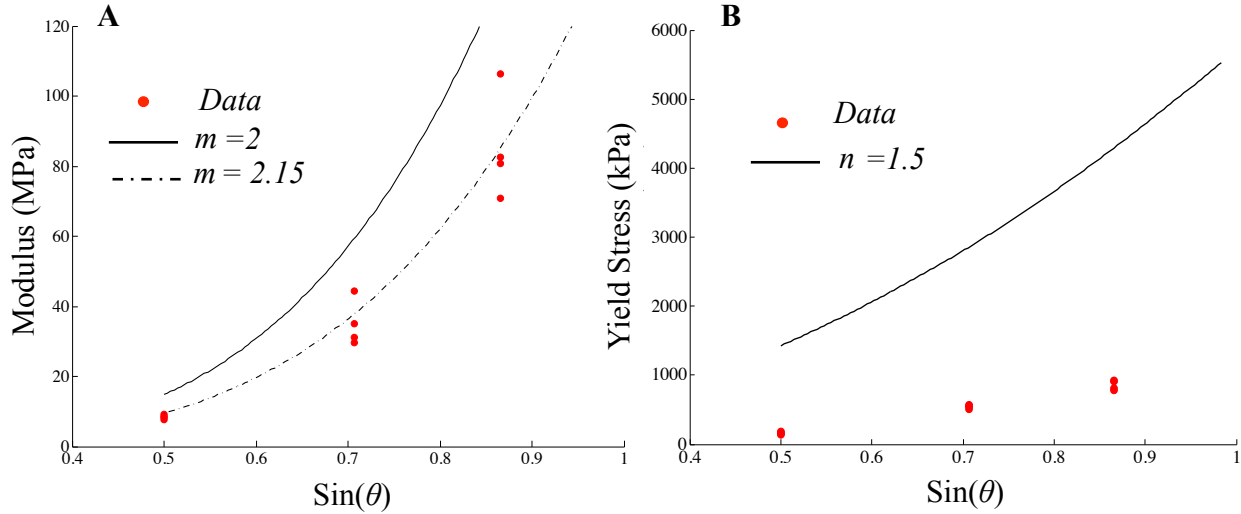 A
Modulus (MPa)
120
100
80
60
40
20
0
Data
m =2
m = 2.15
0.4 0.5 0.6 0.7 0.8 0.9 1
Sin(θ)
B
Yield Stress (kPa)
6000
5000
4000
3000
2000
1000
0
Data
n =1.5
0.4 0.5 0.6 0.7 0.8 0.9 1
Sin(θ)